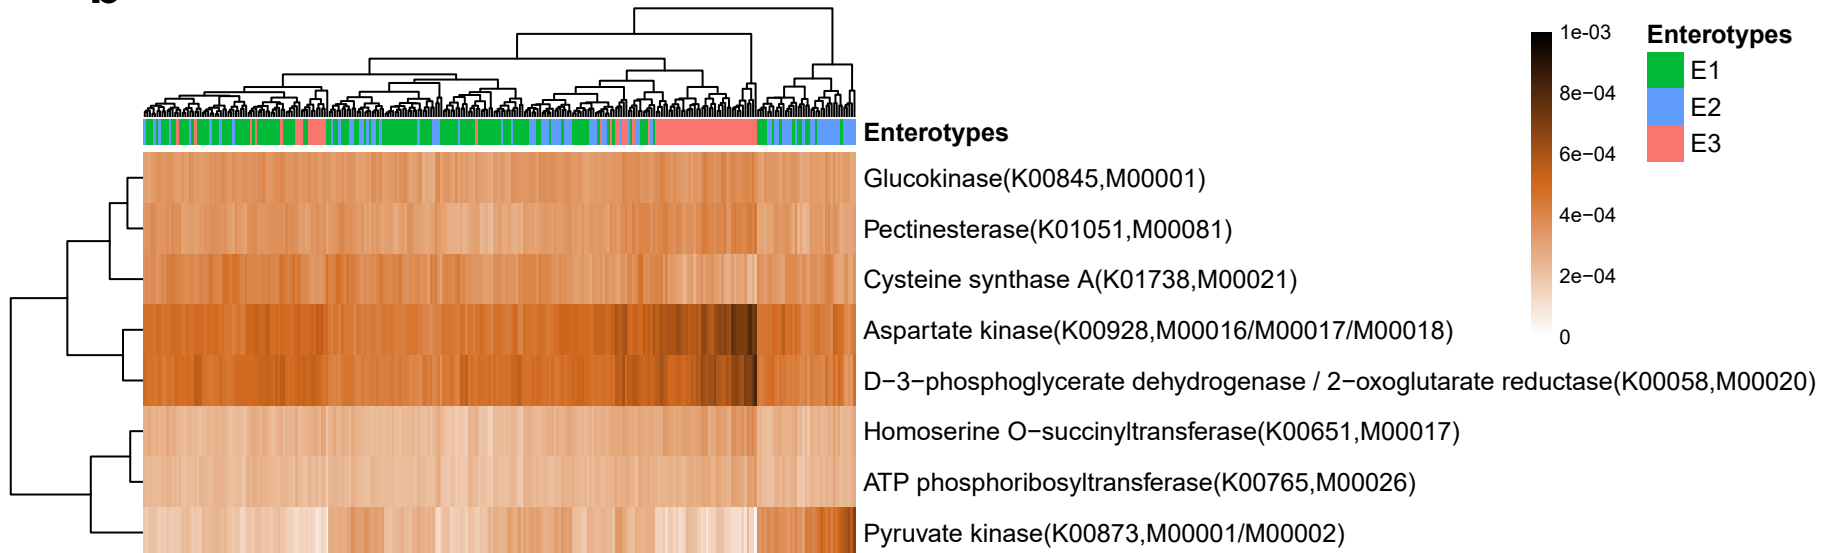 b
Enterotypes
Glucokinase(K00845,M00001)
Pectinesterase(K01051,M00081)
Cysteine synthase A(K01738,M00021)
Aspartate kinase(K00928,M00016/M00017/M00018)
D−3−phosphoglycerate dehydrogenase / 2−oxoglutarate reductase(K00058,M00020)
Homoserine O−succinyltransferase(K00651,M00017)
ATP phosphoribosyltransferase(K00765,M00026)
Pyruvate kinase(K00873,M00001/M00002)
1e-03
8e−04
6e−04
4e−04
2e−04
0
Enterotypes
E1
E2
E3